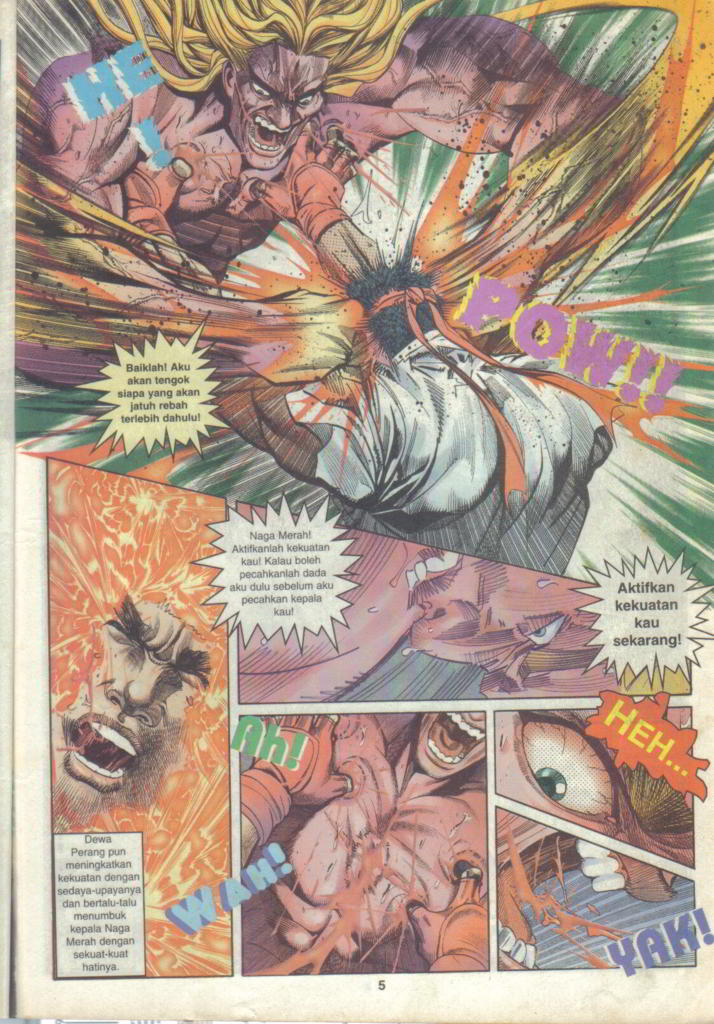 HE
!
POW!!
Baiklah! Aku
akan tengok
siapa yang akan
jatuh rebah
terlebih dahulu!
Naga Merah!
Aktifkanlah kekuatan
kau! Kalau boleh
pecahkanlah dada
aku dulu sebelum aku
pecahkan kepala
kau!
Aktifkan
kekuatan
kau
sekarang!
Dewa
Perang pun
meningkatkan
kekuatan dengan
sedaya-upayanya
dan bertalu-talu
menumbuk
kepala Naga
Merah dengan
sekuat-kuat
hatinya.
Ah!
WAH!
HEH...
YAK!
5